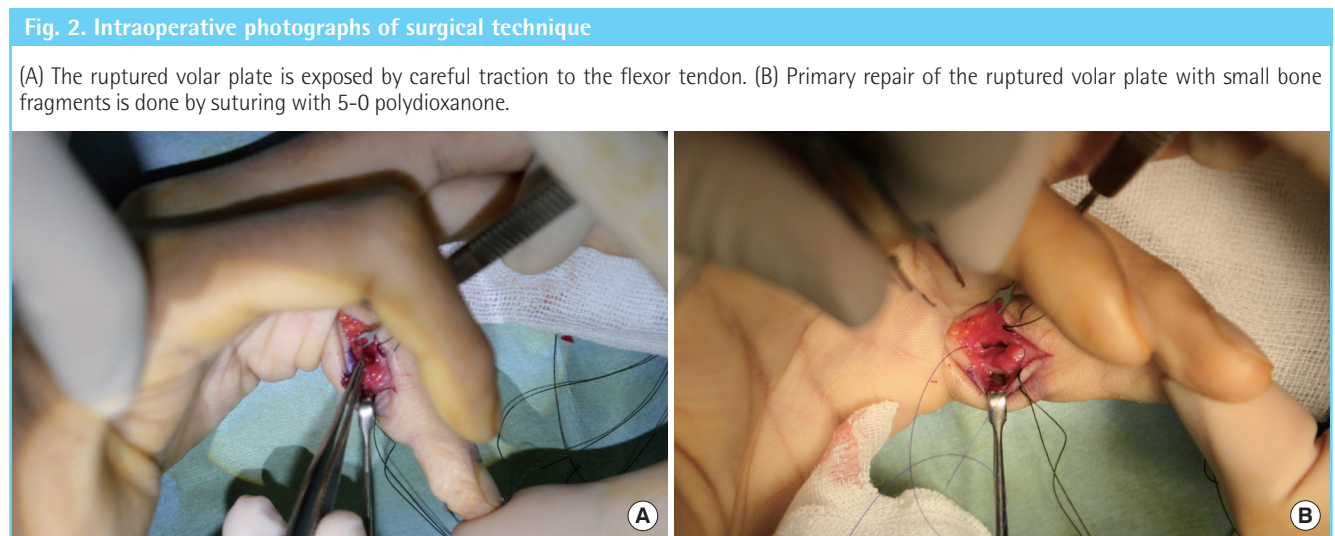 Fig. 2. Intraoperative photographs of surgical technique
(A) The ruptured volar plate is exposed by careful traction to the flexor tendon. (B) Primary repair of the ruptured volar plate with small bone
fragments is done by suturing with 5-0 polydioxanone.
A
B